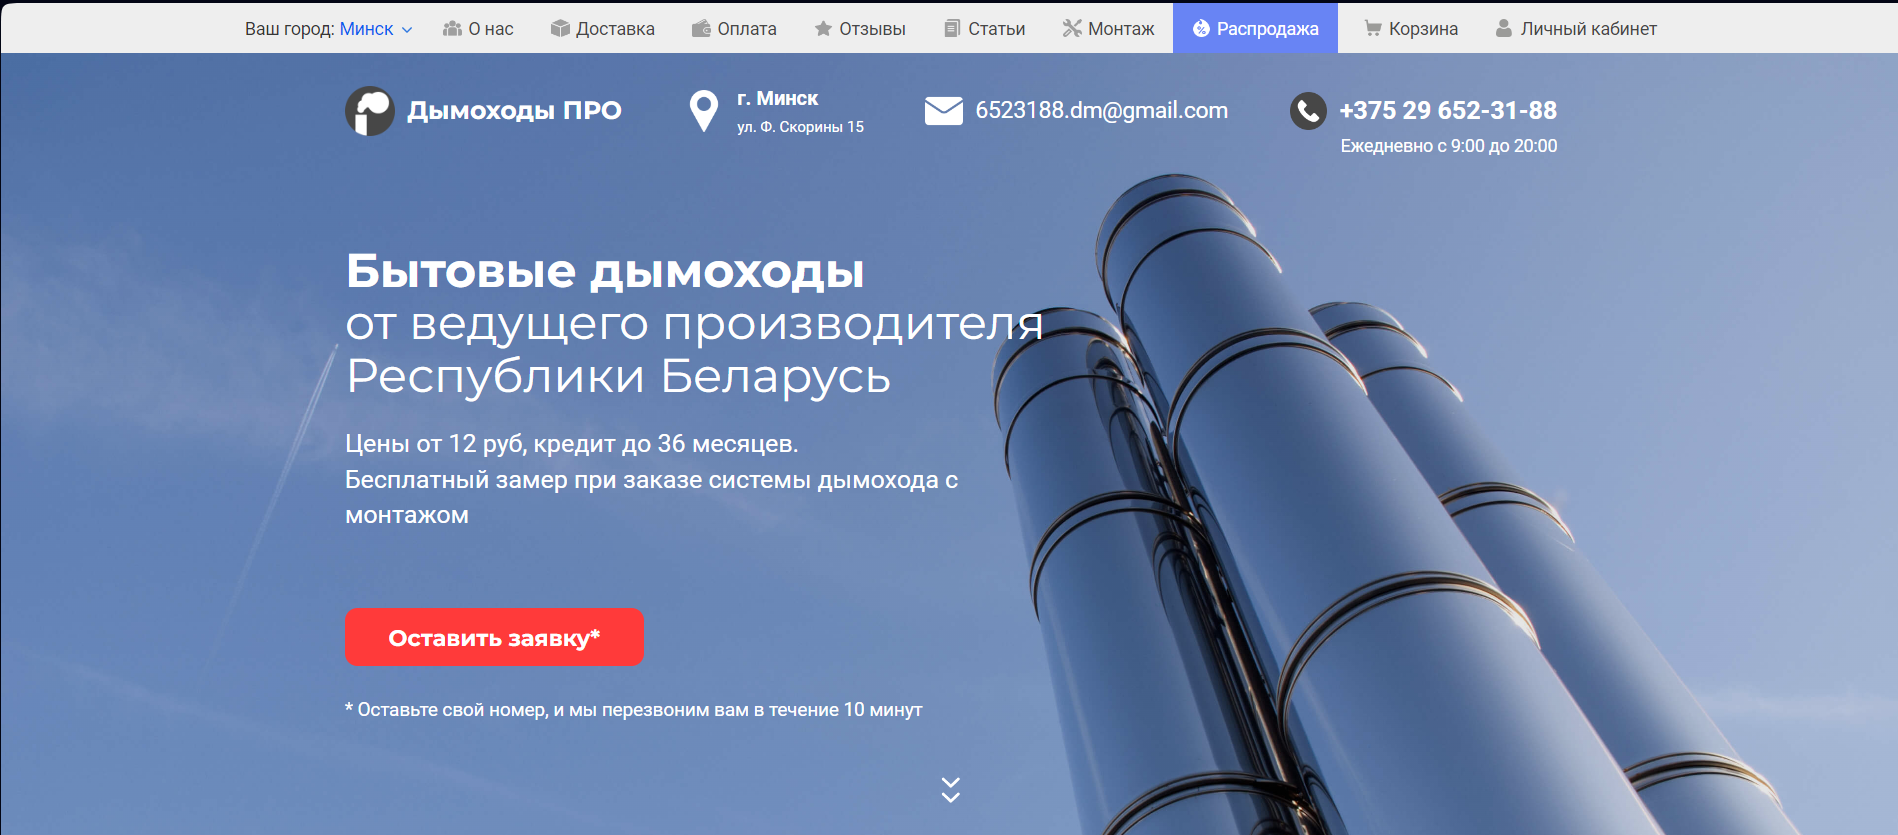 Ваш город: Минск О нас Доставка Оплата Отзывы Статьи Монтаж Распродажа Корзина Личный кабинет
Дымоходы ПРО
г. Минск
ул. Ф. Скорины 15
6523188.dm@gmail.com
+375 29 652-31-88
Ежедневно с 9:00 до 20:00
Бытовые дымоходы
от ведущего производителя
Республики Беларусь
Цены от 12 руб, кредит до 36 месяцев.
Бесплатный замер при заказе системы дымохода с
монтажом
Оставить заявку*
* Оставьте свой номер, и мы перезвоним вам в течение 10 минут